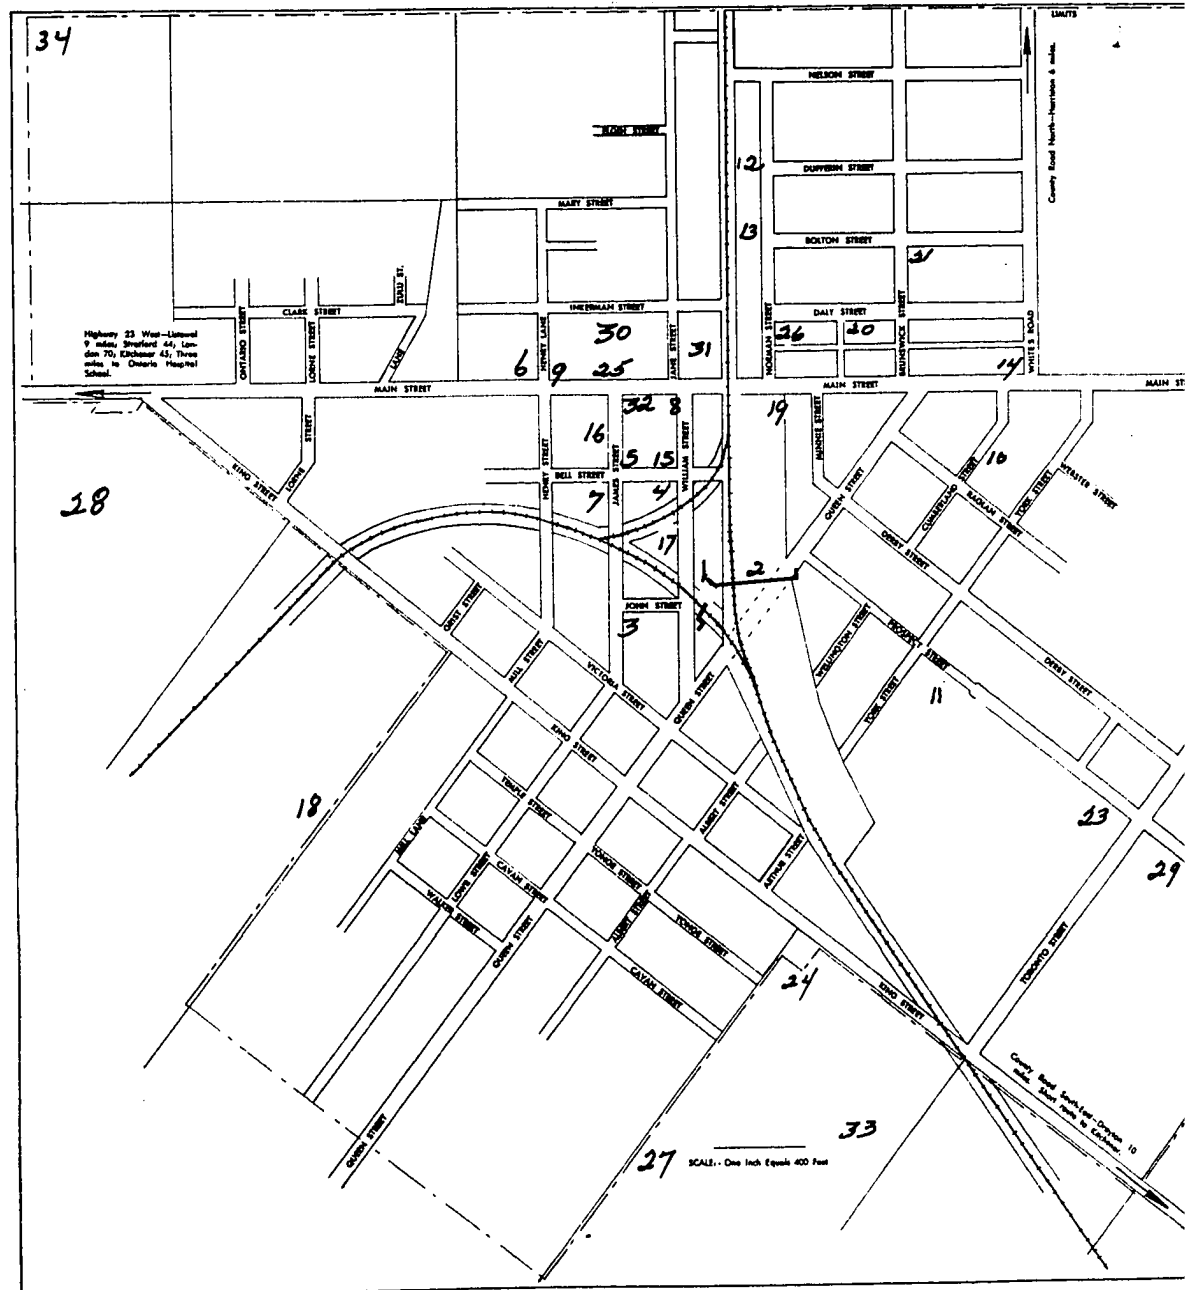 34
LIMITS
County Road North—Harriston 6 miles.
NELSON STREET
ELORA STREET
12
DUFFERIN STREET
MARY STREET
13
BOLTON STREET
21
ZULU ST.
CLARK STREET
INKERMAN STREET
DALY STREET
Highway 23 West—Listowel
9 miles; Stratford 44; Lon-
don 70; Kitchener 45; Three
miles to Ontario Hospital
School.
ONTARIO STREET
LORNE STREET
LANE
HENRY LANE
30
JANE STREET
31
NORMAN STREET
26
20
BRUNSWICK STREET
WHITES ROAD
6
9
25
14
MAIN STREET
MAIN STREET
MAIN ST
32
8
19
MINNIE STREET
16
LORNE
STREET
5
15
WILLIAM STREET
KING STREET
HENRY STREET
BELL STREET
JAMES STREET
10
QUEEN STREET
CUMBERLAND STREET
RAGLAN STREET
YORK STREET
WEBSTER STREET
28
7
4
DERBY STREET
17
2
1
GRIST STREET
JOHN STREET
3
WELLINGTON STREET
PROSPECT STREET
MILL STREET
VICTORIA STREET
DERBY STREET
QUEEN STREET
YORK STREET
11
KING STREET
18
TEMPLE STREET
ALBERT STREET
23
MILL LANE
ARTHUR STREET
29
LOWE STREET
CAVAN STREET
YONGE STREET
WALKER STREET
ALBERT STREET
YONGE STREET
QUEEN STREET
TORONTO STREET
CAVAN STREET
24
KING STREET
County Road South-East—Drayton 10
miles. Short route to Kitchener.
QUEEN STREET
33
27
SCALE:- One Inch Equals 400 Feet